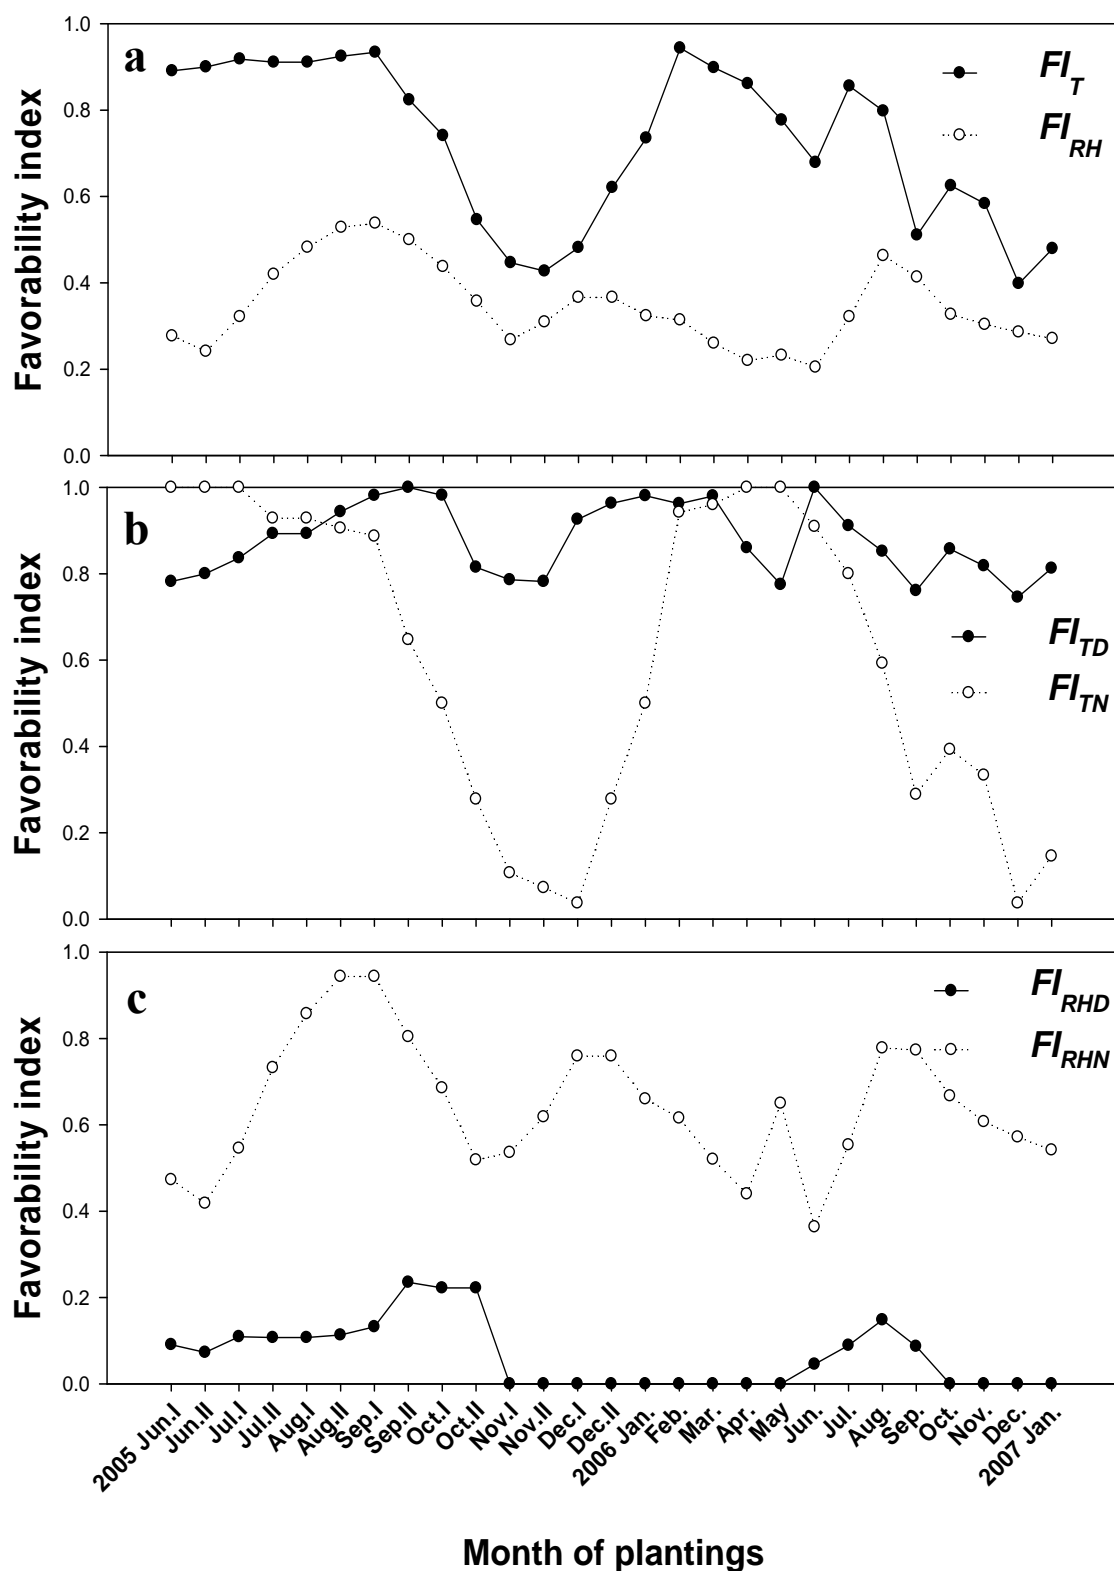 a
Favorability index
1.0
0.8
0.6
0.4
0.2
0.0
FI_T
FI_RH
b
Favorability index
1.0
0.8
0.6
0.4
0.2
0.0
FI_TD
FI_TN
c
Favorability index
1.0
0.8
0.6
0.4
0.2
0.0
FI_RHD
FI_RHN
2005 Jun.I
Jun.II
Jul.I
Jul.II
Aug.I
Aug.II
Sep.I
Sep.II
Oct.I
Oct.II
Nov.I
Nov.II
Dec.I
Dec.II
2006 Jan.
Feb.
Mar.
Apr.
May
Jun.
Jul.
Aug.
Sep.
Oct.
Nov.
Dec.
2007 Jan.
Month of plantings